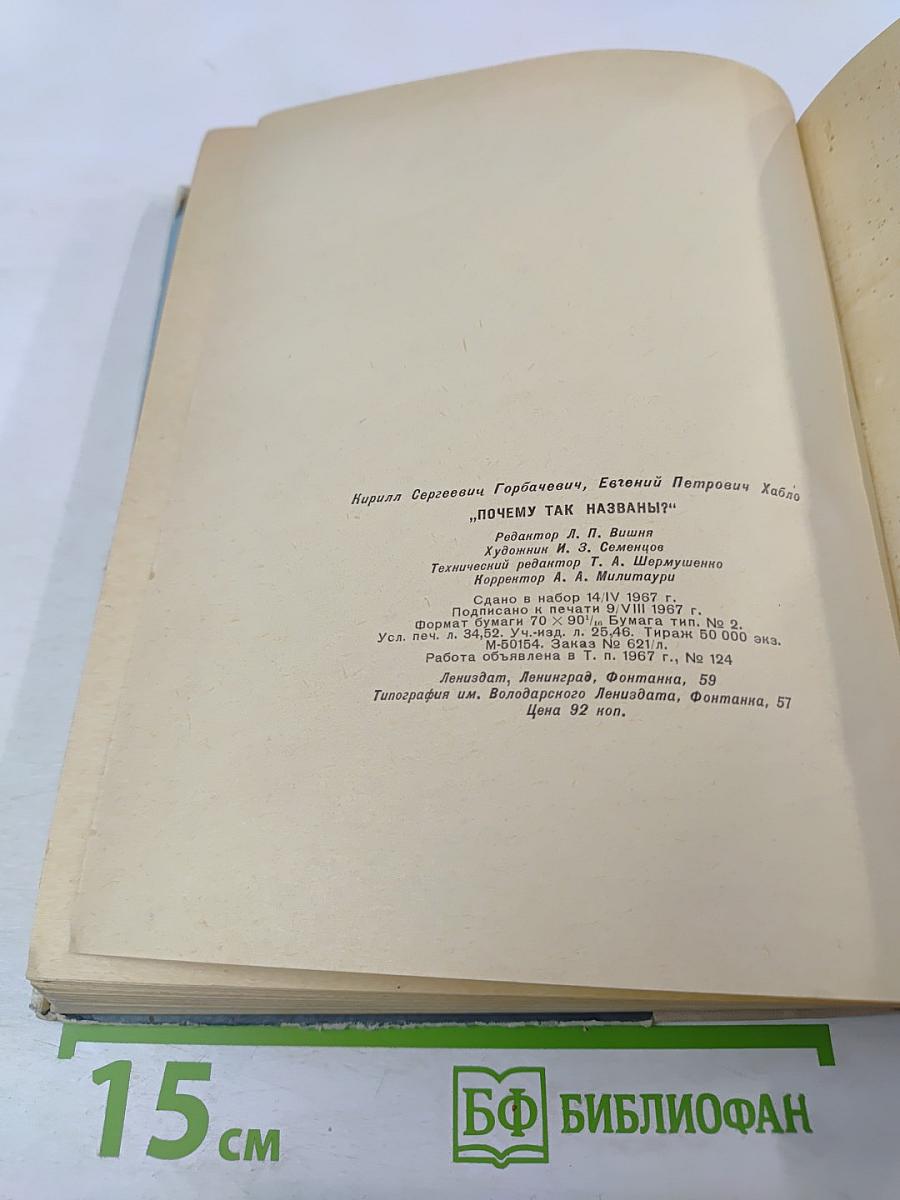 Кирилл Сергеевич Горбачевич, Евгений Петрович Хабло
„ПОЧЕМУ ТАК НАЗВАНЫ?“
Редактор Л. П. Вишня
Художник И. З. Семенцов
Технический редактор Т. А. Шермушенко
Корректор А. А. Милитаури
Сдано в набор 14/IV 1967 г.
Подписано к печати 9/VIII 1967 г.
Формат бумаги 70 × 90¹/₁₆ Бумага тип. № 2.
Усл. печ. л. 34,52. Уч.-изд. л. 25,46. Тираж 50 000 экз.
М-50154. Заказ № 621/л.
Работа объявлена в Т. п. 1967 г., № 124
Лениздат, Ленинград, Фонтанка, 59
Типография им. Володарского Лениздата, Фонтанка, 57
Цена 92 коп.
15 см
БФ БИБЛИОФАН